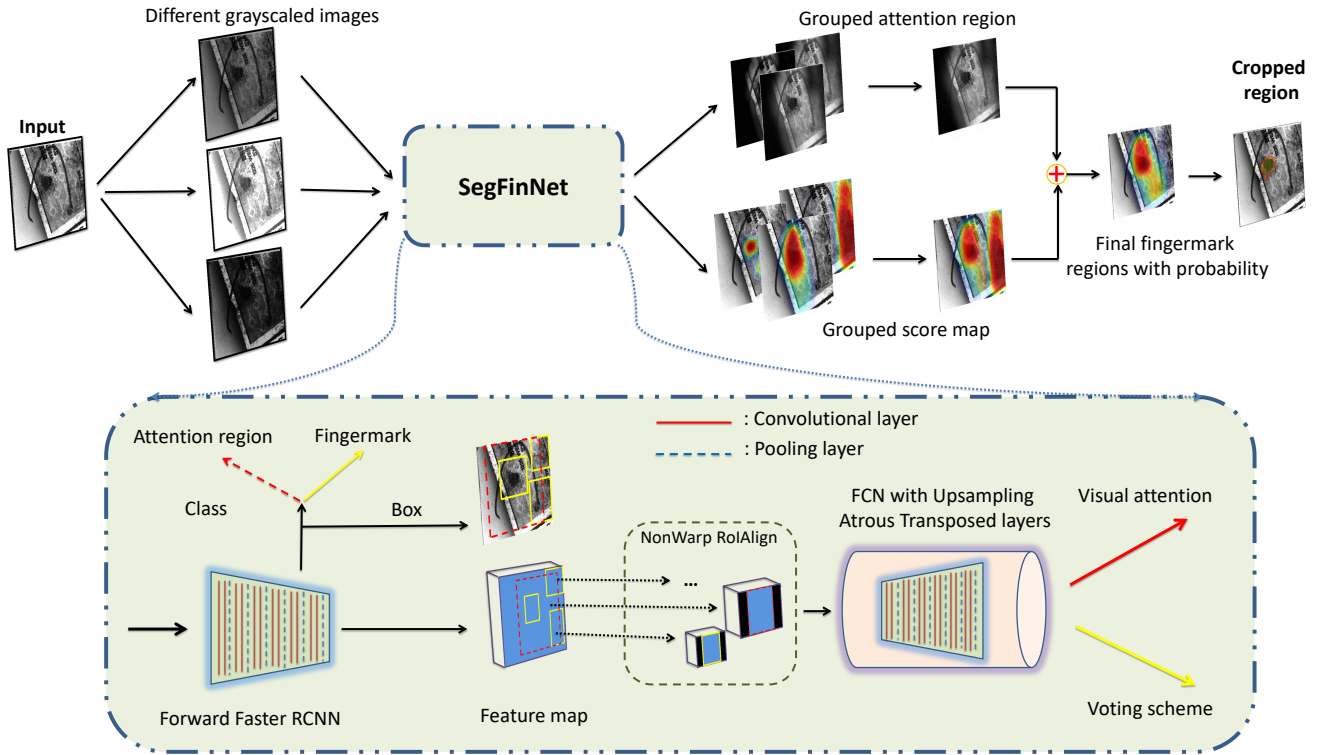 Different grayscaled images
Grouped attention region
Input
Cropped
region
SegFinNet
Final fingermark
regions with probability
Grouped score map
Attention region
Fingermark
: Convolutional layer
: Pooling layer
Class
Box
FCN with Upsampling
Atrous Transposed layers
Visual attention
NonWarp RoIAlign
...
Forward Faster RCNN
Feature map
Voting scheme